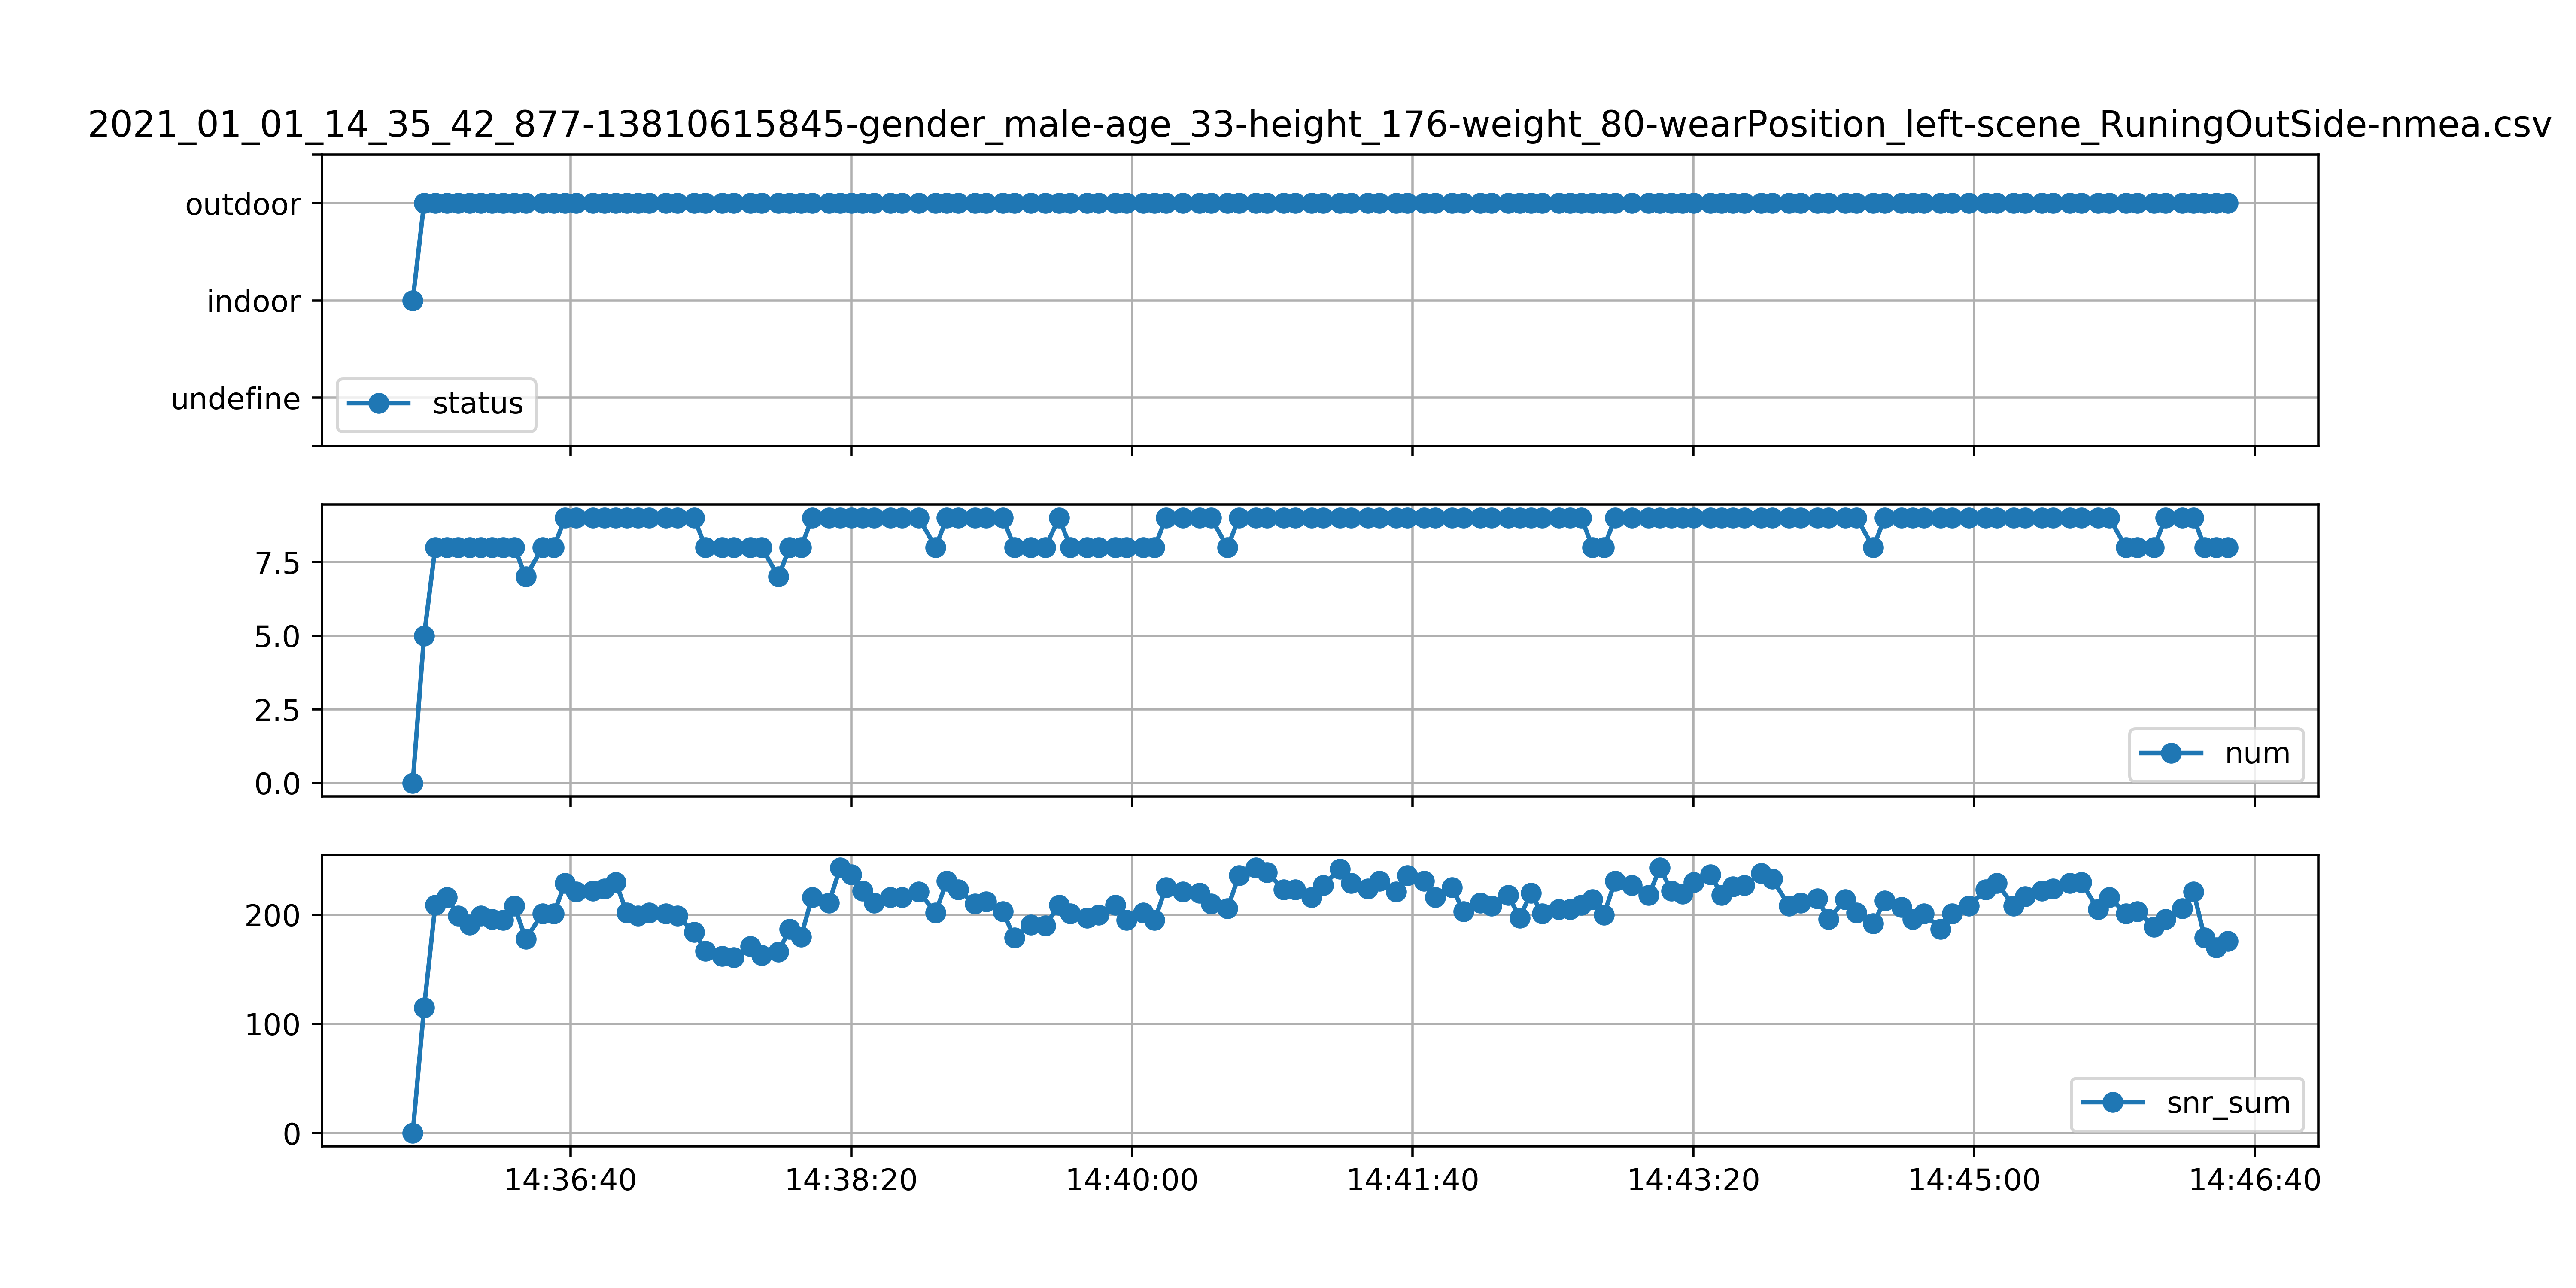 2021_01_01_14_35_42_877-13810615845-gender_male-age_33-height_176-weight_80-wearPosition_left-scene_RuningOutSide-nmea.csv
outdoor
indoor
undefine
status
7.5
5.0
2.5
0.0
num
200
100
0
snr_sum
14:36:40 14:38:20 14:40:00 14:41:40 14:43:20 14:45:00 14:46:40